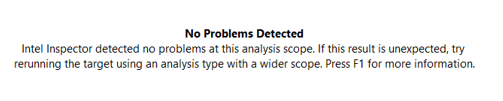 No Problems Detected
Intel Inspector detected no problems at this analysis scope. If this result is unexpected, try
rerunning the target using an analysis type with a wider scope. Press F1 for more information.